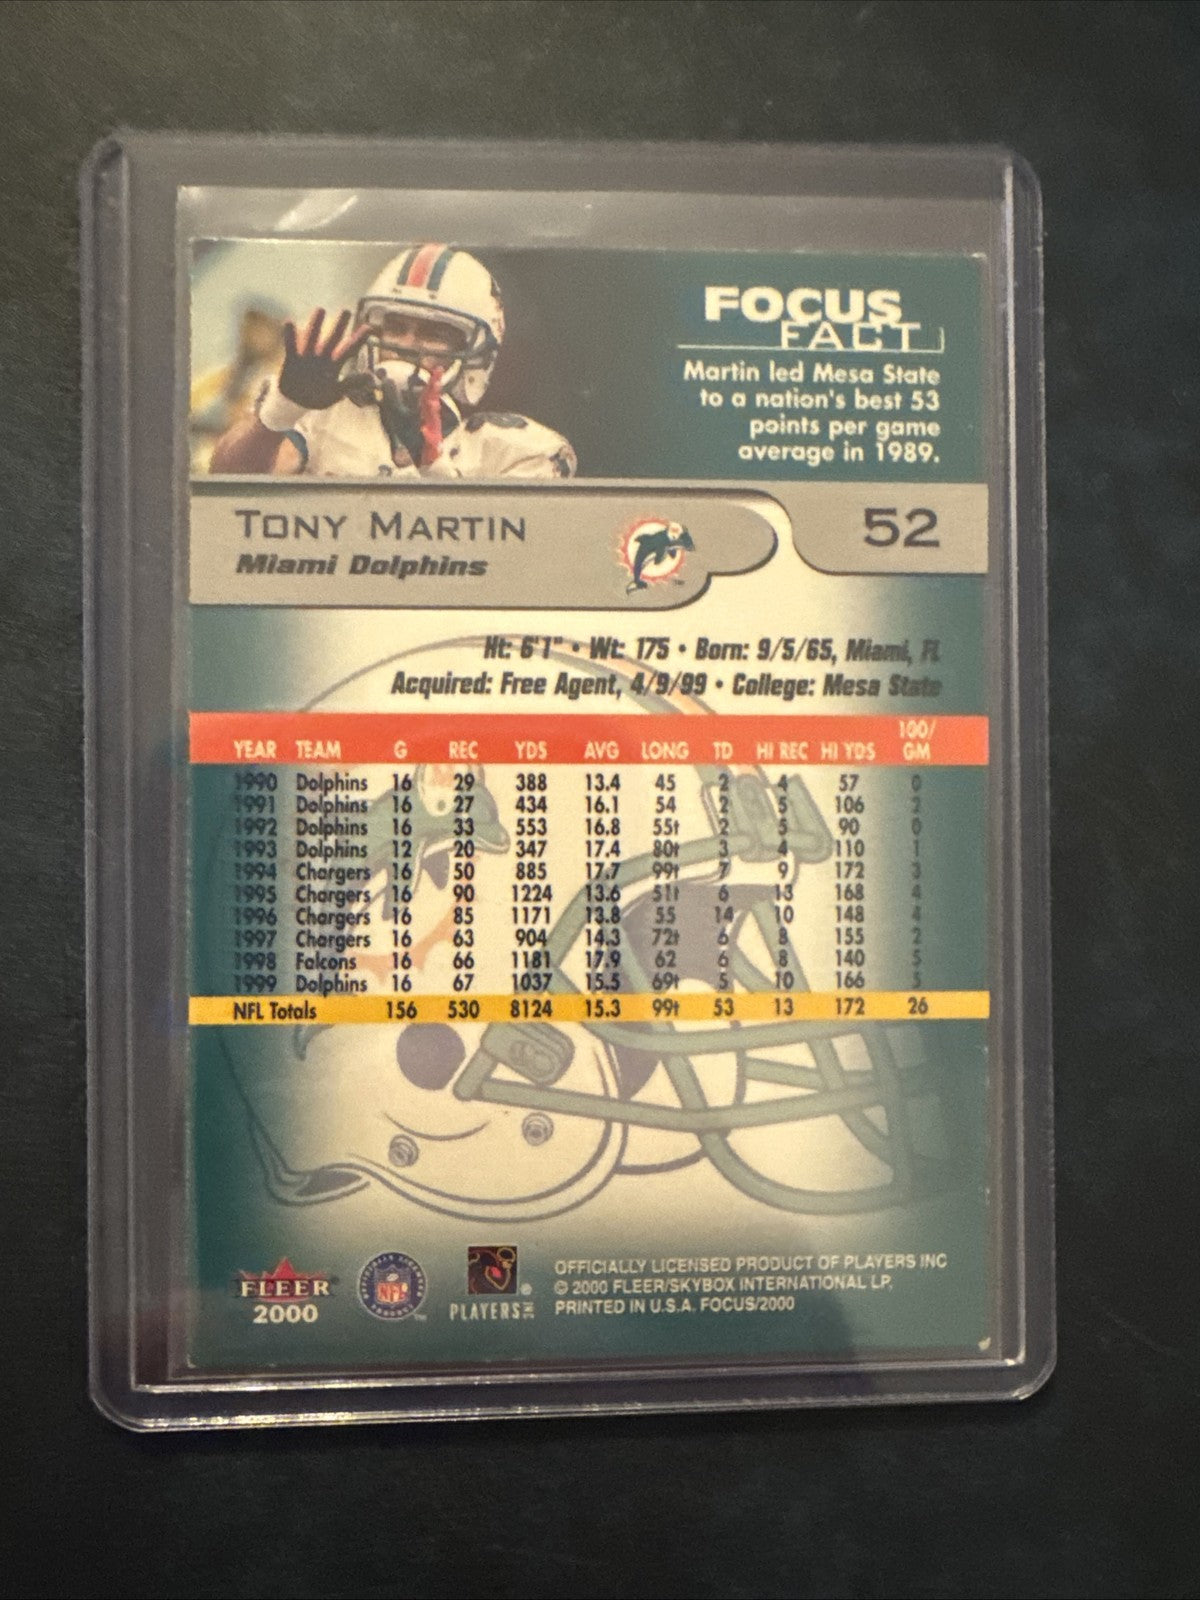 FOCUS
FACT
Martin led Mesa State
to a nation's best 53
points per game
average in 1989.
TONY MARTIN
52
Miami Dolphins
Ht: 6'1" • Wt: 175 • Born: 9/5/65, Miami, FL
Acquired: Free Agent, 4/9/99 • College: Mesa State
YEAR TEAM G REC YDS AVG LONG TD HI REC HI YDS 100/GM
1990 Dolphins 16 29 388 13.4 45 2 4 57 0
1991 Dolphins 16 27 434 16.1 54 2 5 106 2
1992 Dolphins 16 33 553 16.8 55t 2 5 90 0
1993 Dolphins 12 20 347 17.4 80t 3 4 110 1
1994 Chargers 16 50 885 17.7 99t 7 9 172 3
1995 Chargers 16 90 1224 13.6 51t 6 13 168 4
1996 Chargers 16 85 1171 13.8 55 14 10 148 4
1997 Chargers 16 63 904 14.3 72t 6 8 155 2
1998 Falcons 16 66 1181 17.9 62 6 8 140 5
1999 Dolphins 16 67 1037 15.5 69t 5 10 166 5
NFL Totals 156 530 8124 15.3 99t 53 13 172 26
FLEER
2000
NFL
™
®
PLAYERS INC
OFFICIALLY LICENSED PRODUCT OF PLAYERS INC
© 2000 FLEER/SKYBOX INTERNATIONAL LP,
PRINTED IN U.S.A. FOCUS/2000